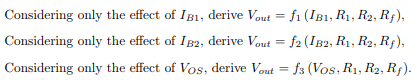 Considering only the effect of $I_{B1}$, derive $V_{out} = f_1 (I_{B1}, R_1, R_2, R_f)$,
Considering only the effect of $I_{B2}$, derive $V_{out} = f_2 (I_{B2}, R_1, R_2, R_f)$,
Considering only the effect of $V_{OS}$, derive $V_{out} = f_3 (V_{OS}, R_1, R_2, R_f)$,